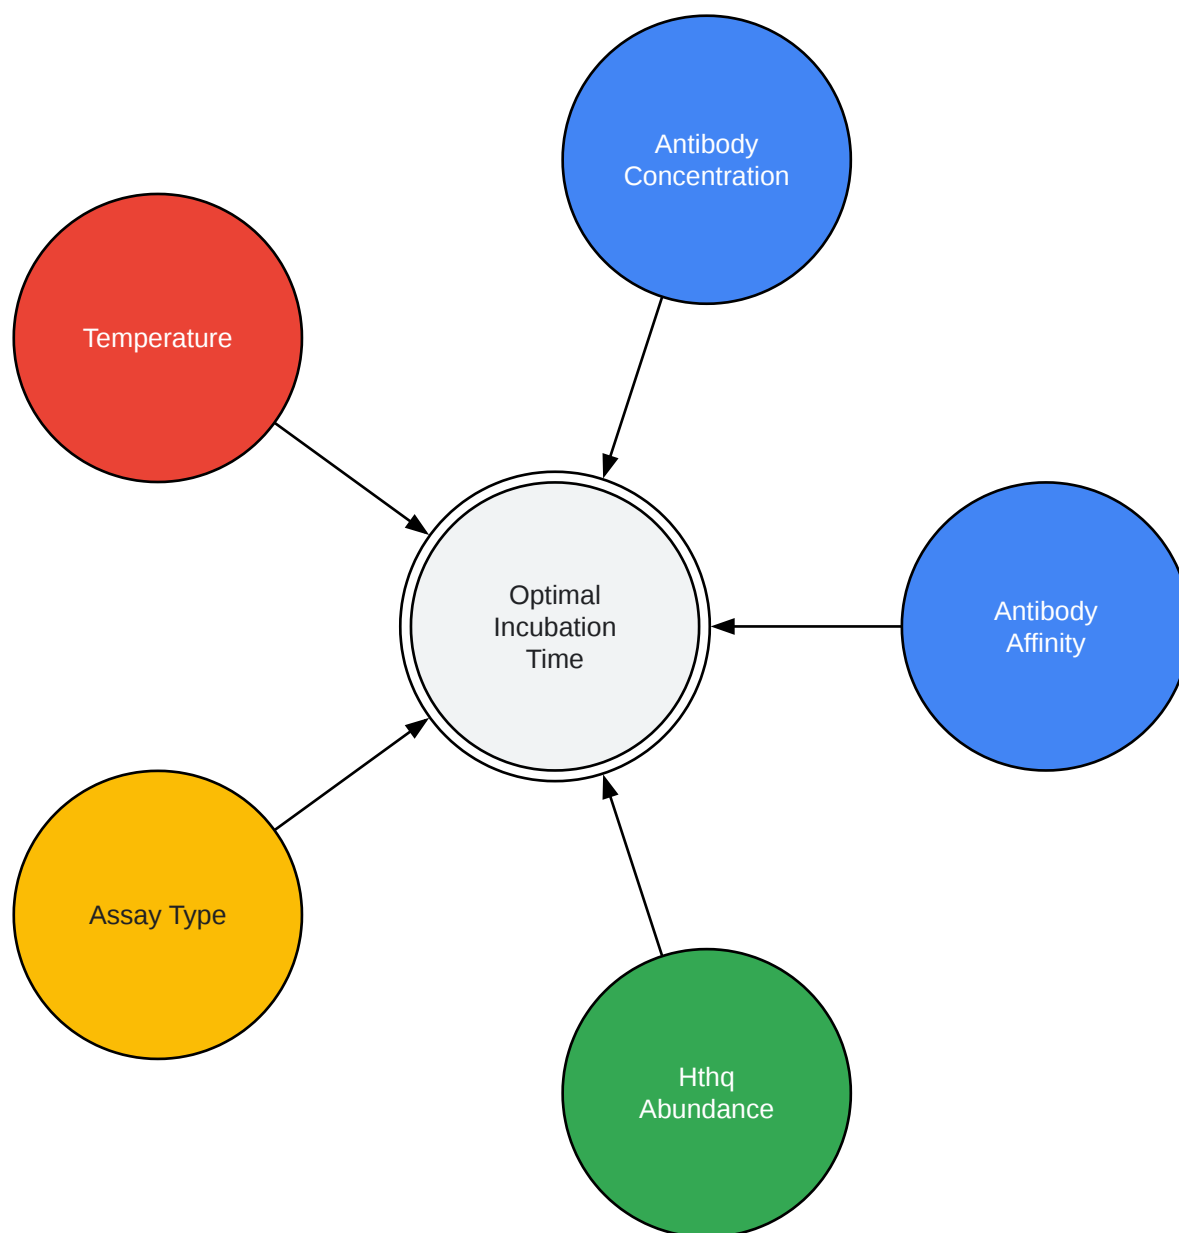 Antibody
Concentration
Temperature
Optimal
Incubation
Time
Antibody
Affinity
Assay Type
Hthq
Abundance